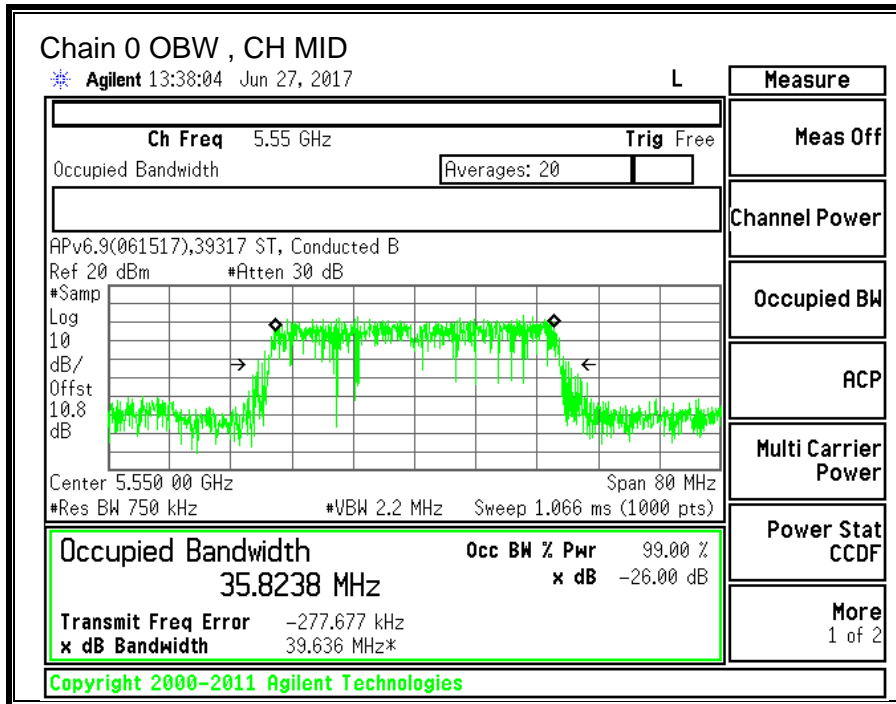 Chain 0 OBW , CH MID
Agilent 13:38:04 Jun 27, 2017 L
Measure
Ch Freq 5.55 GHz Trig Free
Meas Off
Occupied Bandwidth Averages: 20
Channel Power
APv6.9(061517),39317 ST, Conducted B
Ref 20 dBm #Atten 30 dB
#Samp
Log
10
dB/
Offst
10.8
dB
Occupied BW
ACP
Center 5.550 00 GHz Span 80 MHz
#Res BW 750 kHz #VBW 2.2 MHz Sweep 1.066 ms (1000 pts)
Multi Carrier
Power
Occupied Bandwidth Occ BW % Pwr 99.00 %
35.8238 MHz x dB -26.00 dB
Power Stat
CCDF
Transmit Freq Error -277.677 kHz
x dB Bandwidth 39.636 MHz*
More
1 of 2
Copyright 2000-2011 Agilent Technologies